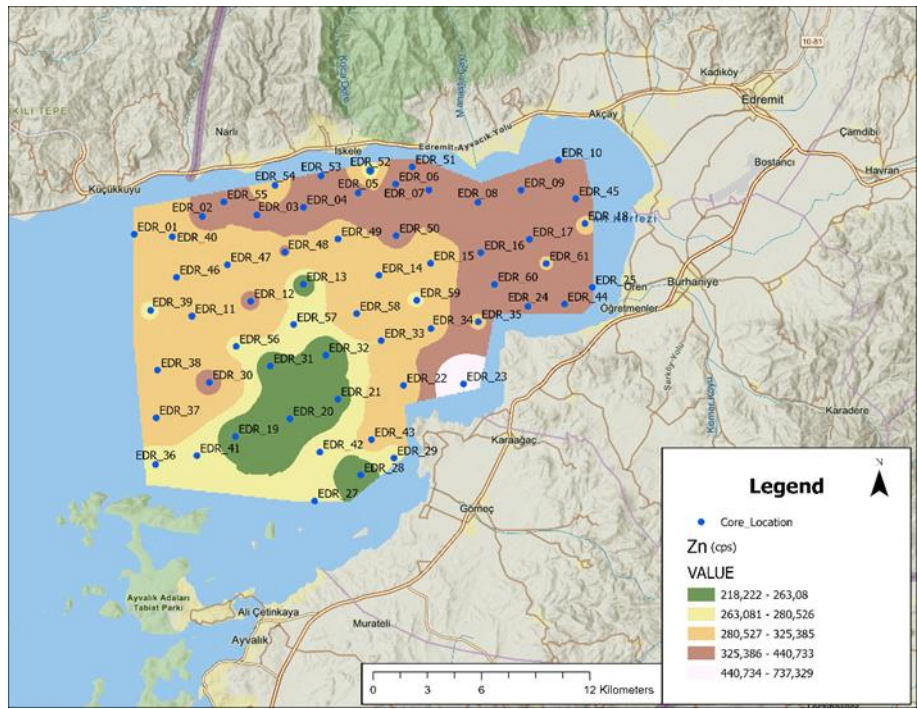 10-81
Kadıköy
Edremit
Akçay
Çamdibi
Narlı
Iskele
Edremit-Ayvacık-Yolu
Bostancı
Havran
Küçükkuyu
EDR_10
EDR_51
EDR_52
EDR_53
EDR_54
EDR_05
EDR_06
EDR_07
EDR_08
EDR_09
EDR_45
EDR_55
EDR_04
EDR_03
EDR_02
EDR_18
EDR_01
EDR_40
EDR_49
EDR_50
EDR_17
EDR_16
EDR_48
EDR_47
EDR_46
EDR_15
EDR_14
EDR_61
EDR_13
EDR_60
EDR_25
Ören
Burhaniye
EDR_12
EDR_59
EDR_24
EDR_44
Öğretmenler
EDR_39
EDR_11
EDR_58
EDR_57
EDR_34
EDR_35
EDR_56
EDR_33
EDR_32
EDR_31
EDR_38
EDR_30
EDR_22
EDR_23
EDR_21
EDR_37
EDR_20
EDR_19
EDR_43
Karaağaç
Karadere
EDR_36
EDR_41
EDR_42
EDR_29
EDR_28
EDR_27
Gömeç
Ayvalık Adaları
Tabiat Parkı
Ali Çetinkaya
Ayvalık
Murateli
Legend
Core_Location
Zn (cps)
VALUE
218,222 - 263,08
263,081 - 280,526
280,527 - 325,385
325,386 - 440,733
440,734 - 737,329
0 3 6 12 Kilometers